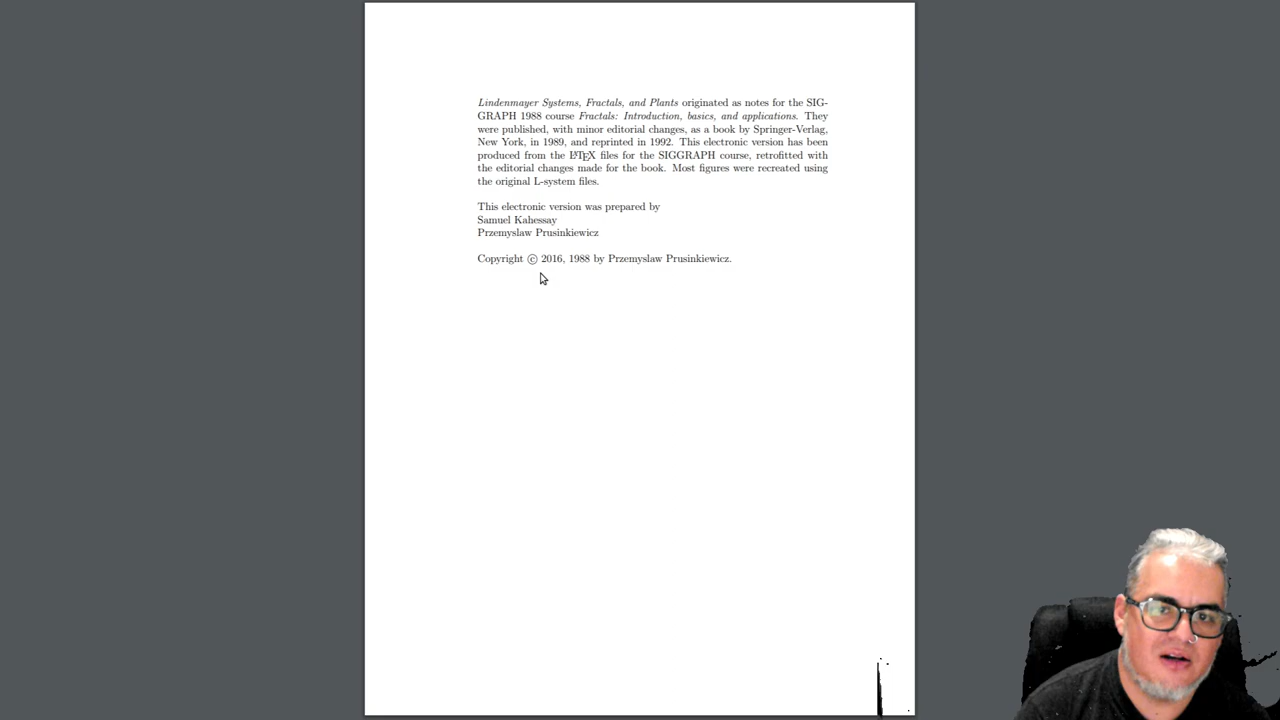 Lindenmayer Systems, Fractals, and Plants originated as notes for the SIG-
GRAPH 1988 course Fractals: Introduction, basics, and applications. They
were published, with minor editorial changes, as a book by Springer-Verlag,
New York, in 1989, and reprinted in 1992. This electronic version has been
produced from the LATEX files for the SIGGRAPH course, retrofitted with
the editorial changes made for the book. Most figures were recreated using
the original L-system files.
This electronic version was prepared by
Samuel Kahessay
Przemyslaw Prusinkiewicz
Copyright © 2016, 1988 by Przemyslaw Prusinkiewicz.